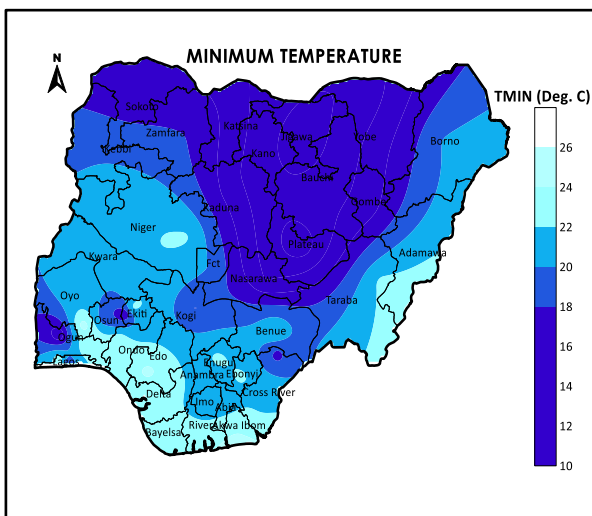 N
MINIMUM TEMPERATURE
TMIN (Deg. C)
26
24
22
20
18
16
14
12
10
Sokoto
Zamfara
Kebbi
Katsina
Jigawa
Yobe
Borno
Kano
Bauchi
Gombe
Kaduna
Niger
Plateau
Adamawa
Fct
Kwara
Nasarawa
Taraba
Oyo
Osun
Ekiti
Kogi
Benue
Ogun
Lagos
Ondo
Edo
Enugu
Anambra
Ebonyi
Cross River
Delta
Imo
Abia
Bayelsa
Rivers
Akwa Ibom